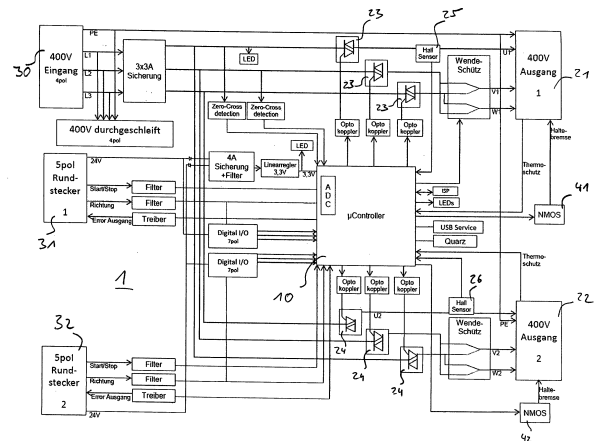 23
25
PE
30
400V
Eingang
4pol
L1
L2
L3
3x3A
Sicherung
LED
Hall
Sensor
U1
Wende-
Schütz
V1
W1
400V
Ausgang
1
21
23
23
400V durchgeschleift
4pol
Zero-Cross
detection
Zero-Cross
detection
Opto
koppler
Opto
koppler
Opto
koppler
Halte-
bremse
Thermo-
schutz
24V
5pol
Rund-
stecker
1
31
Start/Stop
Filter
Richtung
Filter
Error Ausgang
Treiber
4A
Sicherung
+Filter
LED
Linearregler
3,3V
3,3V
A
D
C
µController
10
ISP
LEDs
USB Service
Quarz
NMOS
41
Digital I/O
7pol
Digital I/O
7pol
1
Thermo-
schutz
Opto
koppler
Opto
koppler
Opto
koppler
26
Hall
Sensor
U2
PE
24
24
24
Wende-
Schütz
V2
W2
400V
Ausgang
2
22
32
5pol
Rund-
stecker
2
Start/Stop
Filter
Richtung
Filter
Error Ausgang
Treiber
24V
Halte-
bremse
NMOS
42